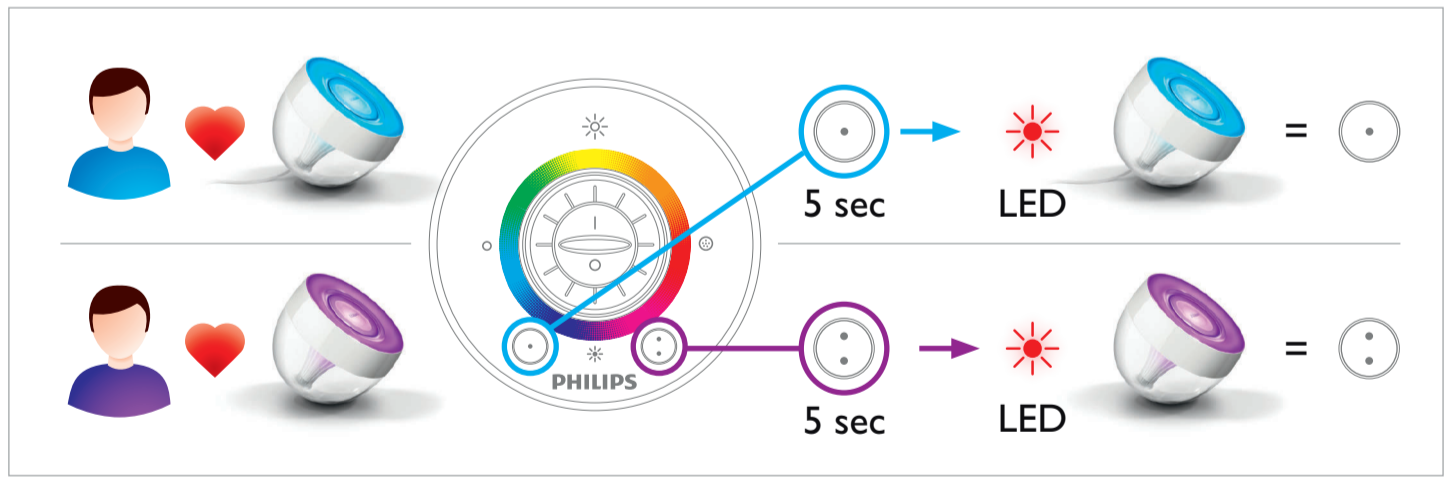 5 sec
LED
=
PHILIPS
5 sec
LED
=